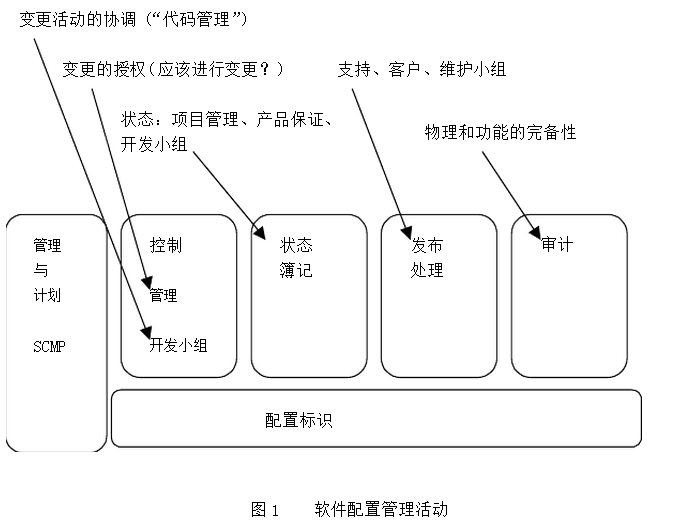 变更活动的协调（“代码管理”）
变更的授权（应该进行变更？）
支持、客户、维护小组
状态：项目管理、产品保证、
开发小组
物理和功能的完备性
管理
与
计划
SCMP
控制
管理
开发小组
状态
簿记
发布
处理
审计
配置标识
图1 软件配置管理活动